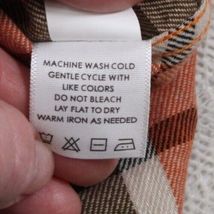 MACHINE WASH COLD
GENTLE CYCLE WITH
LIKE COLORS
DO NOT BLEACH
LAY FLAT TO DRY
WARM IRON AS NEEDED